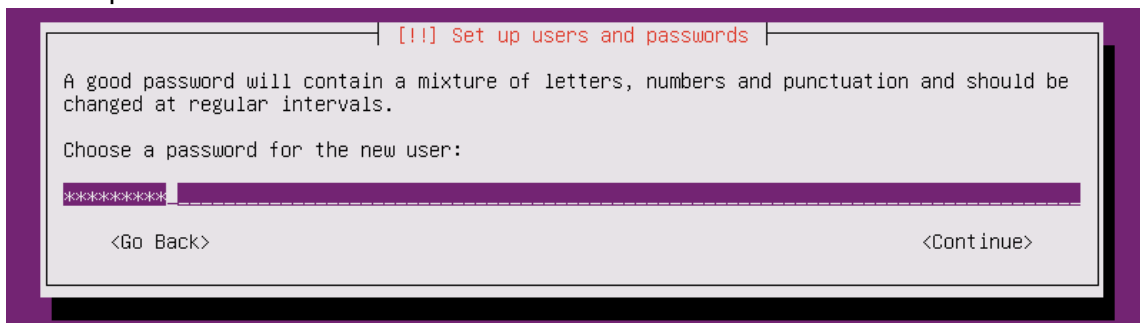 [!!] Set up users and passwords
A good password will contain a mixture of letters, numbers and punctuation and should be
changed at regular intervals.
Choose a password for the new user:
*********
<Go Back> <Continue>